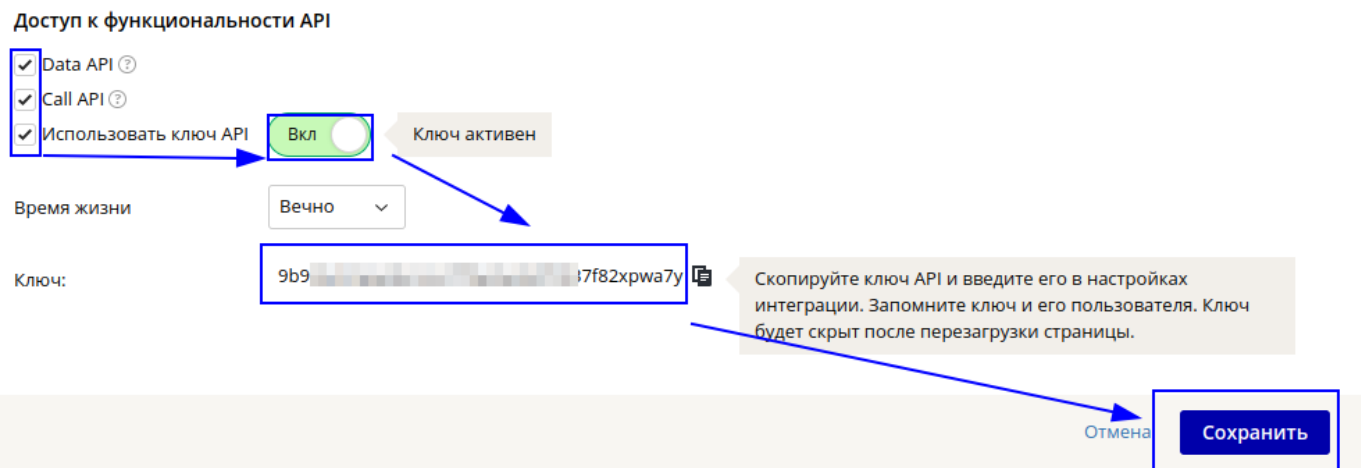 Доступ к функциональности API
Data API ?
Call API ?
Использовать ключ API Вкл Ключ активен
Время жизни Вечно
Ключ: 9b9 37f82xpwa7y Скопируйте ключ API и введите его в настройках
интеграции. Запомните ключ и его пользователя. Ключ
будет скрыт после перезагрузки страницы.
Отмена Сохранить